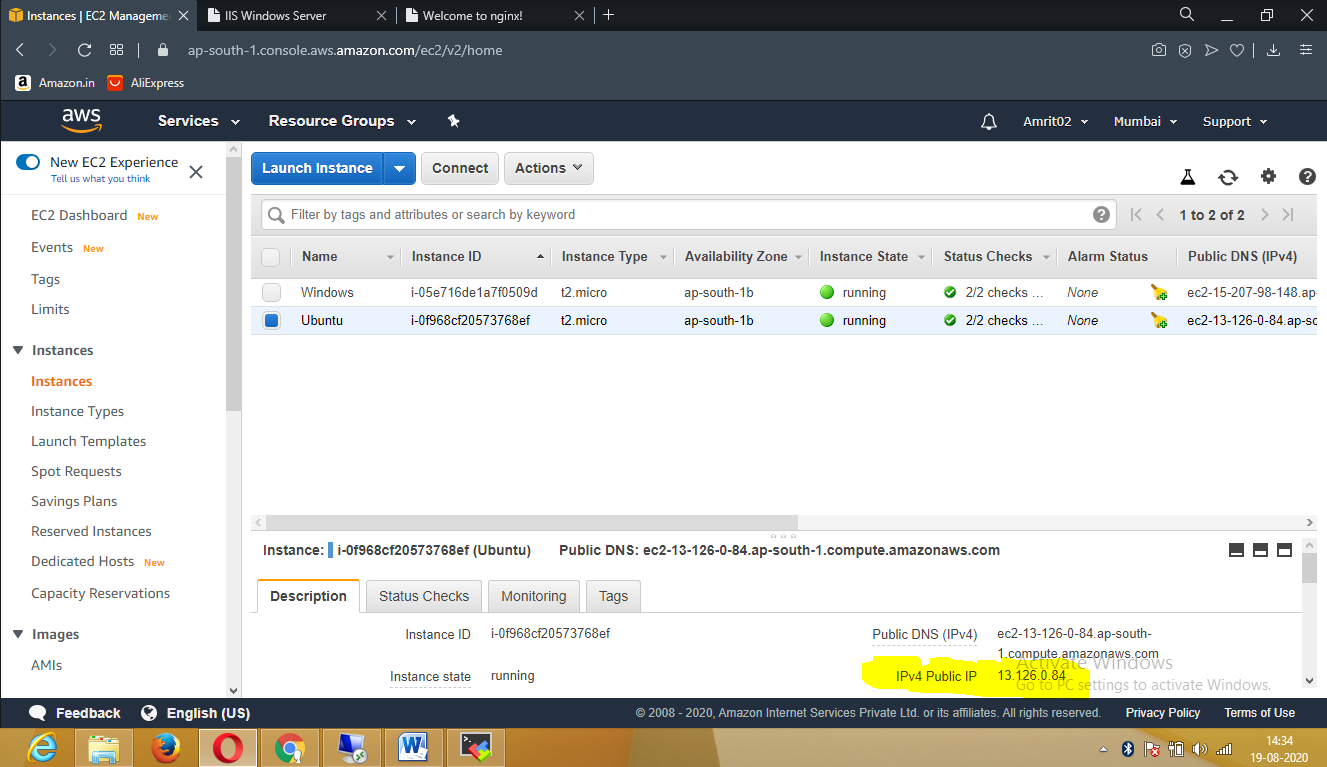 Instances | EC2 Manageme
IIS Windows Server
Welcome to nginx!
ap-south-1.console.aws.amazon.com/ec2/v2/home
Amazon.in
AliExpress
aws
Services
Resource Groups
Amrit02
Mumbai
Support
New EC2 Experience
Tell us what you think
EC2 Dashboard New
Events New
Tags
Limits
Instances
Instances
Instance Types
Launch Templates
Spot Requests
Savings Plans
Reserved Instances
Dedicated Hosts New
Capacity Reservations
Images
AMIs
Launch Instance
Connect
Actions
Filter by tags and attributes or search by keyword
1 to 2 of 2
Name Instance ID Instance Type Availability Zone Instance State Status Checks Alarm Status Public DNS (IPv4)
Windows i-05e716de1a7f0509d t2.micro ap-south-1b running 2/2 checks ... None ec2-15-207-98-148.ap-
Ubuntu i-0f968cf20573768ef t2.micro ap-south-1b running 2/2 checks ... None ec2-13-126-0-84.ap-sc
Instance: i-0f968cf20573768ef (Ubuntu) Public DNS: ec2-13-126-0-84.ap-south-1.compute.amazonaws.com
Description
Status Checks
Monitoring
Tags
Instance ID i-0f968cf20573768ef
Public DNS (IPv4) ec2-13-126-0-84.ap-south-
1.compute.amazonaws.com
Instance state running
IPv4 Public IP 13.126.0.84
Activate Windows
Go to PC settings to activate Windows.
Feedback
English (US)
© 2008 - 2020, Amazon Internet Services Private Ltd. or its affiliates. All rights reserved.
Privacy Policy
Terms of Use
14:34
19-08-2020